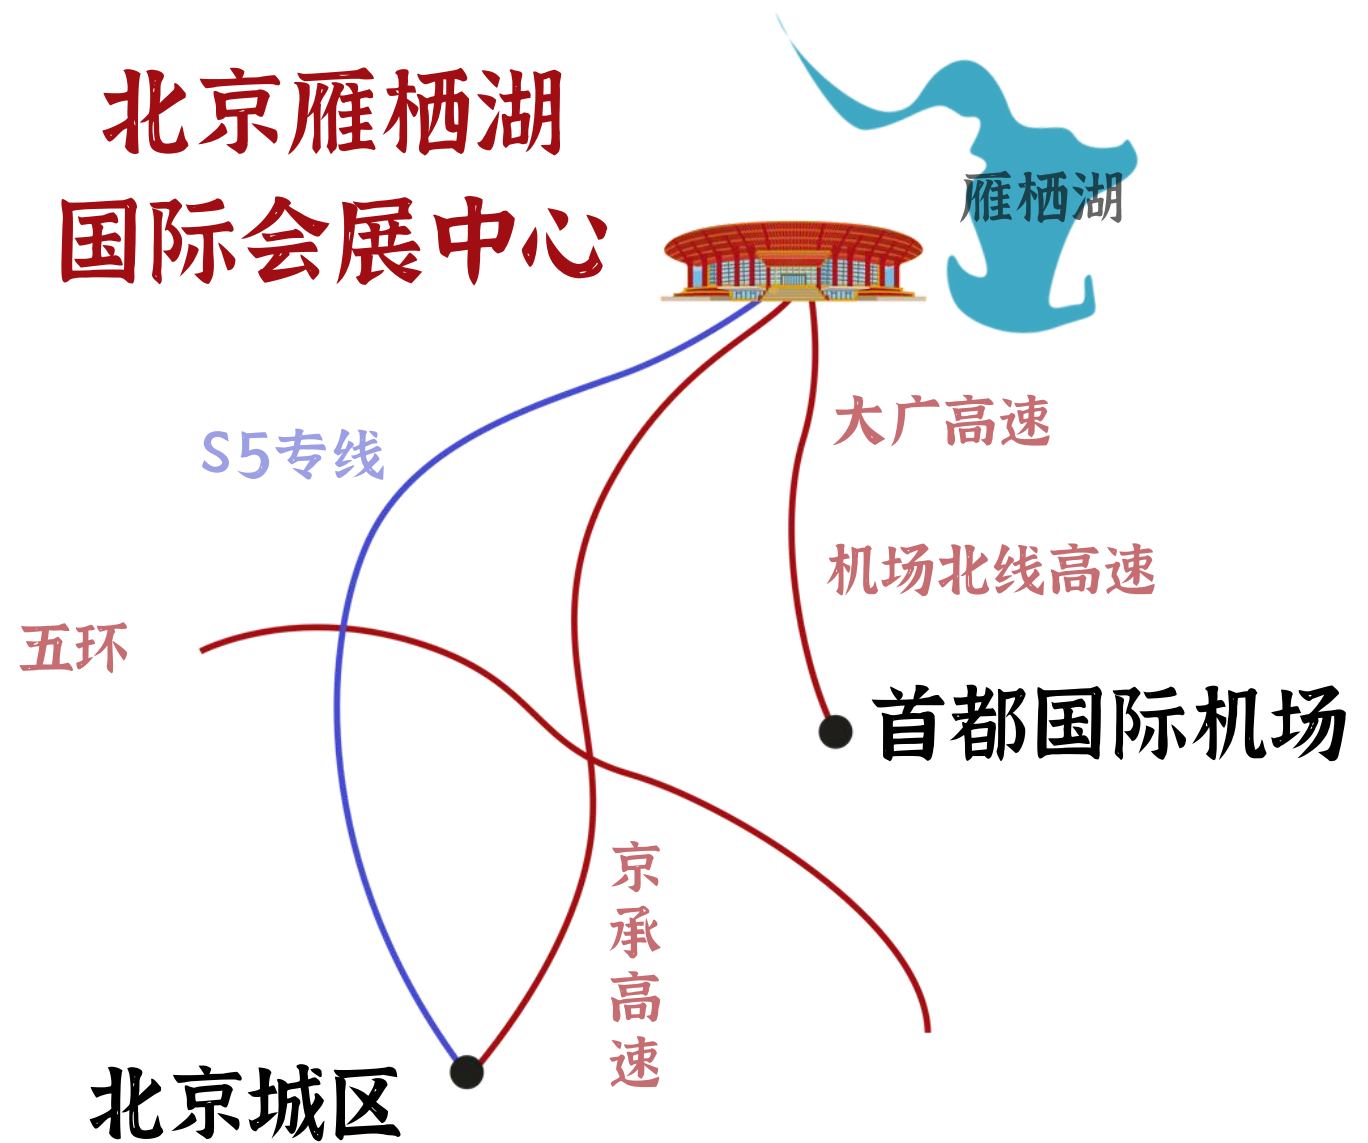 北京雁栖湖
国际会展中心
雁栖湖
大广高速
S5专线
机场北线高速
五环
首都国际机场
京承高速
北京城区